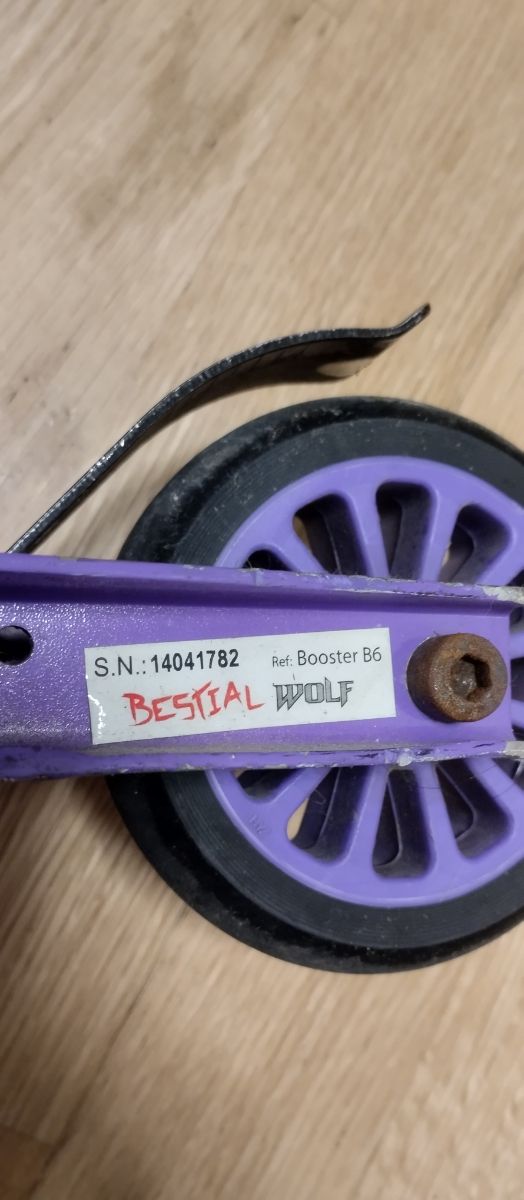 S.N.: 14041782 Ref: Booster B6
BESTIAL WOLF